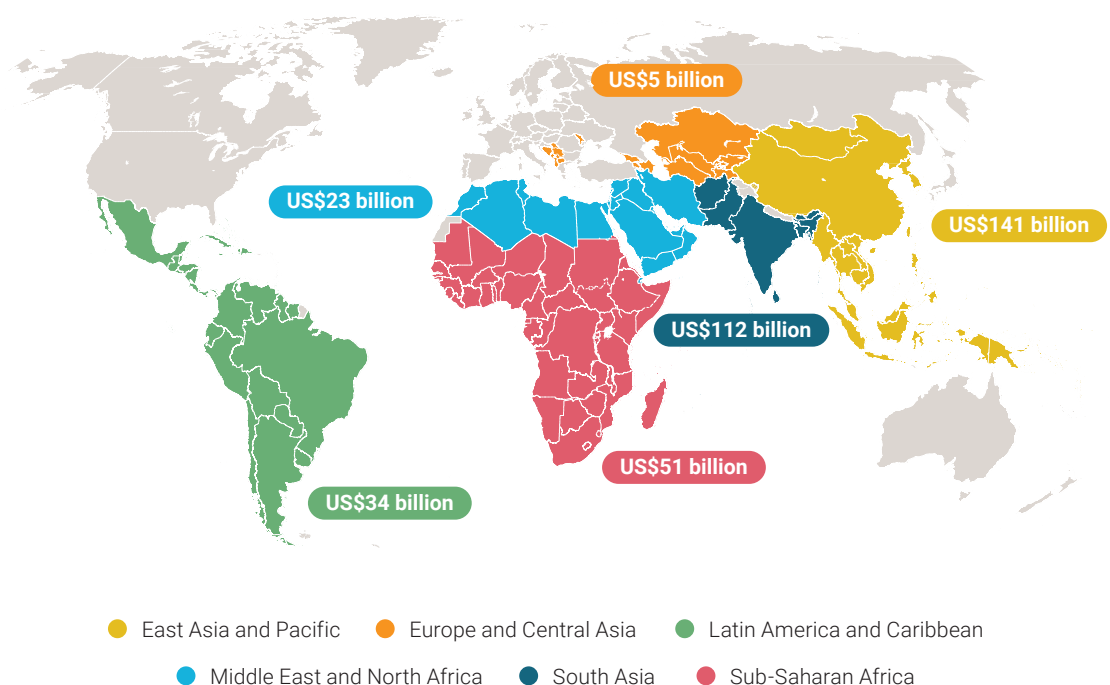 US$5 billion
US$23 billion
US$141 billion
US$112 billion
US$51 billion
US$34 billion
East Asia and Pacific
Europe and Central Asia
Latin America and Caribbean
Middle East and North Africa
South Asia
Sub-Saharan Africa